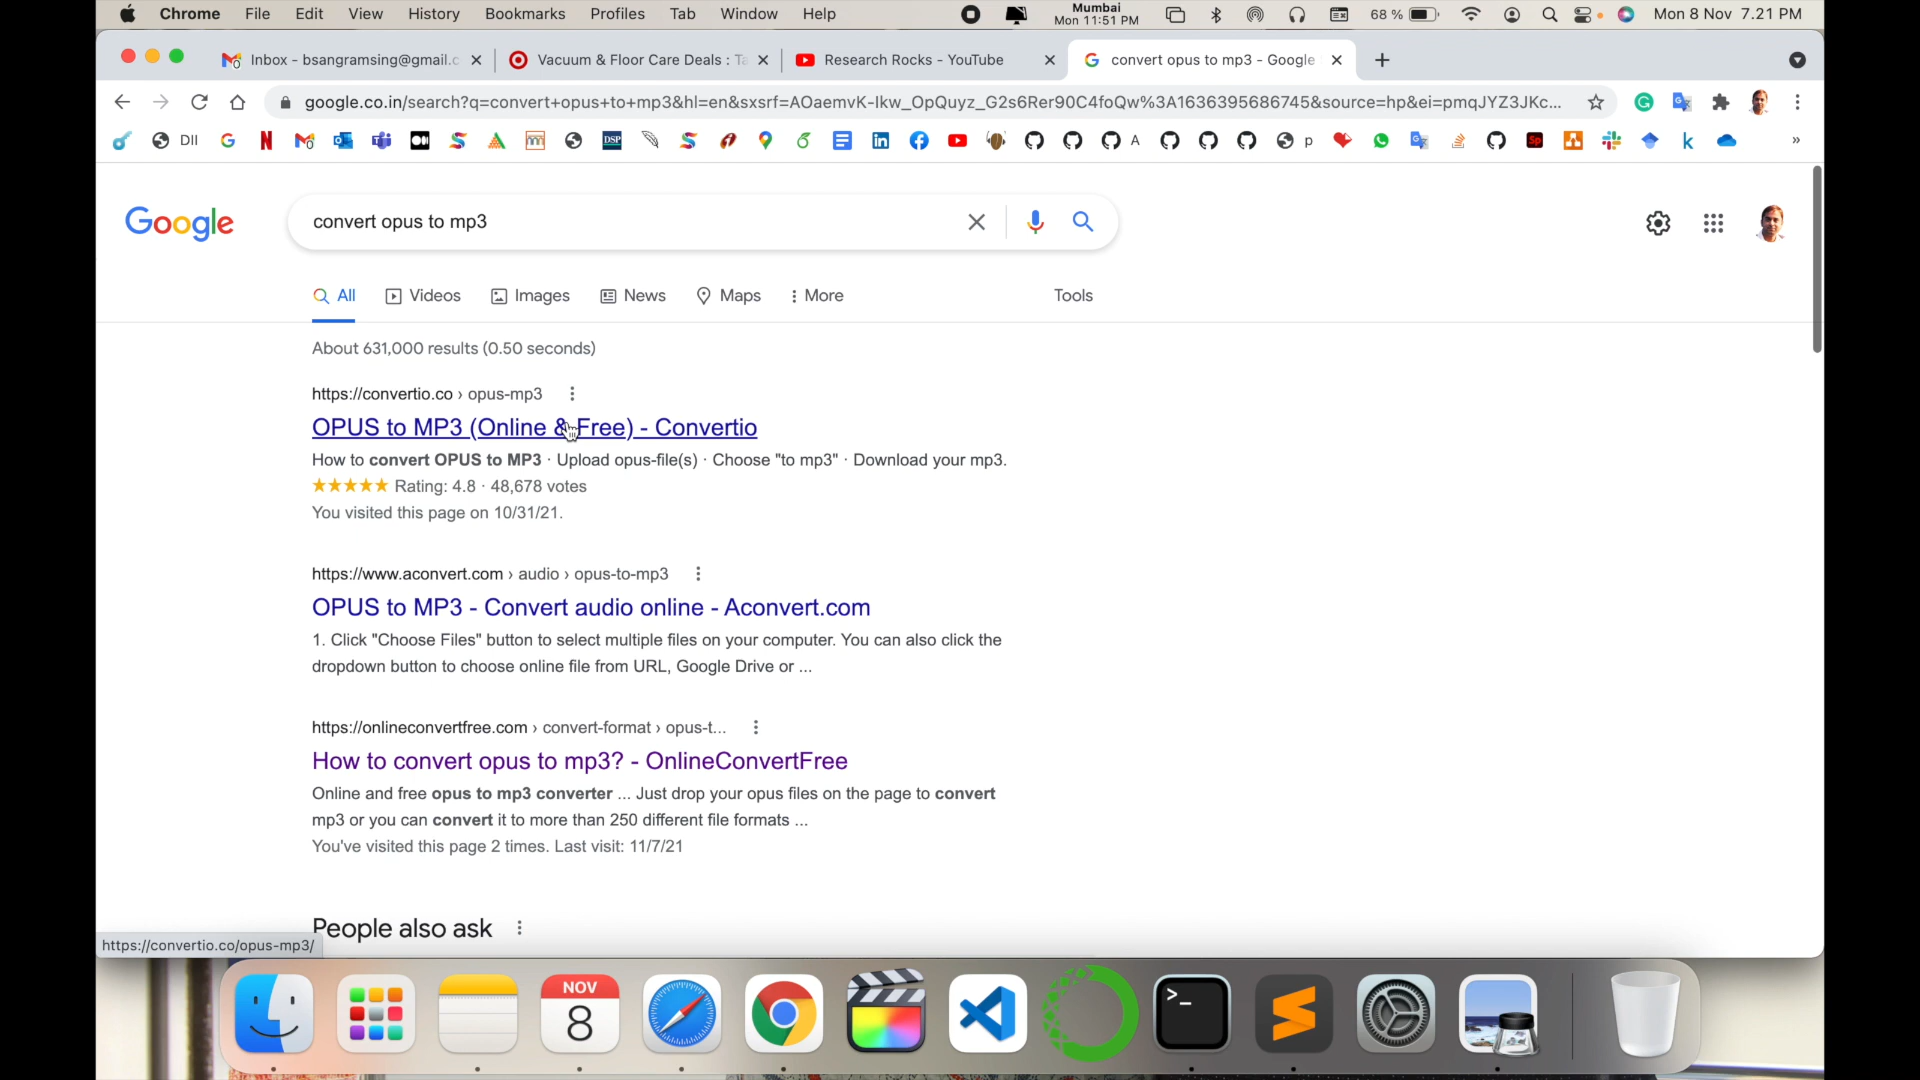 Chrome File Edit View History Bookmarks Profiles Tab Window Help Mumbai 68 % Mon 8 Nov 7.21 PM
Mon 11:51 PM
Inbox - bsangramsing@gmail.c Vacuum & Floor Care Deals : Ta Research Rocks - YouTube convert opus to mp3 - Google
google.co.in/search?q=convert+opus+to+mp3&hl=en&sxsrf=AOaemvK-Ikw_OpQuyz_G2s6Rer90C4foQw%3A1636395686745&source=hp&ei=pmqJYZ3JKc...
DII DSP A p k »
Google convert opus to mp3
All Videos Images News Maps More Tools
About 631,000 results (0.50 seconds)
https://convertio.co › opus-mp3
OPUS to MP3 (Online & Free) - Convertio
How to convert OPUS to MP3 · Upload opus-file(s) · Choose "to mp3" · Download your mp3.
Rating: 4.8 · 48,678 votes
You visited this page on 10/31/21.
https://www.aconvert.com › audio › opus-to-mp3
OPUS to MP3 - Convert audio online - Aconvert.com
1. Click "Choose Files" button to select multiple files on your computer. You can also click the
dropdown button to choose online file from URL, Google Drive or ...
https://onlineconvertfree.com › convert-format › opus-t...
How to convert opus to mp3? - OnlineConvertFree
Online and free opus to mp3 converter ... Just drop your opus files on the page to convert
mp3 or you can convert it to more than 250 different file formats ...
You've visited this page 2 times. Last visit: 11/7/21
People also ask
https://convertio.co/opus-mp3/
NOV
8